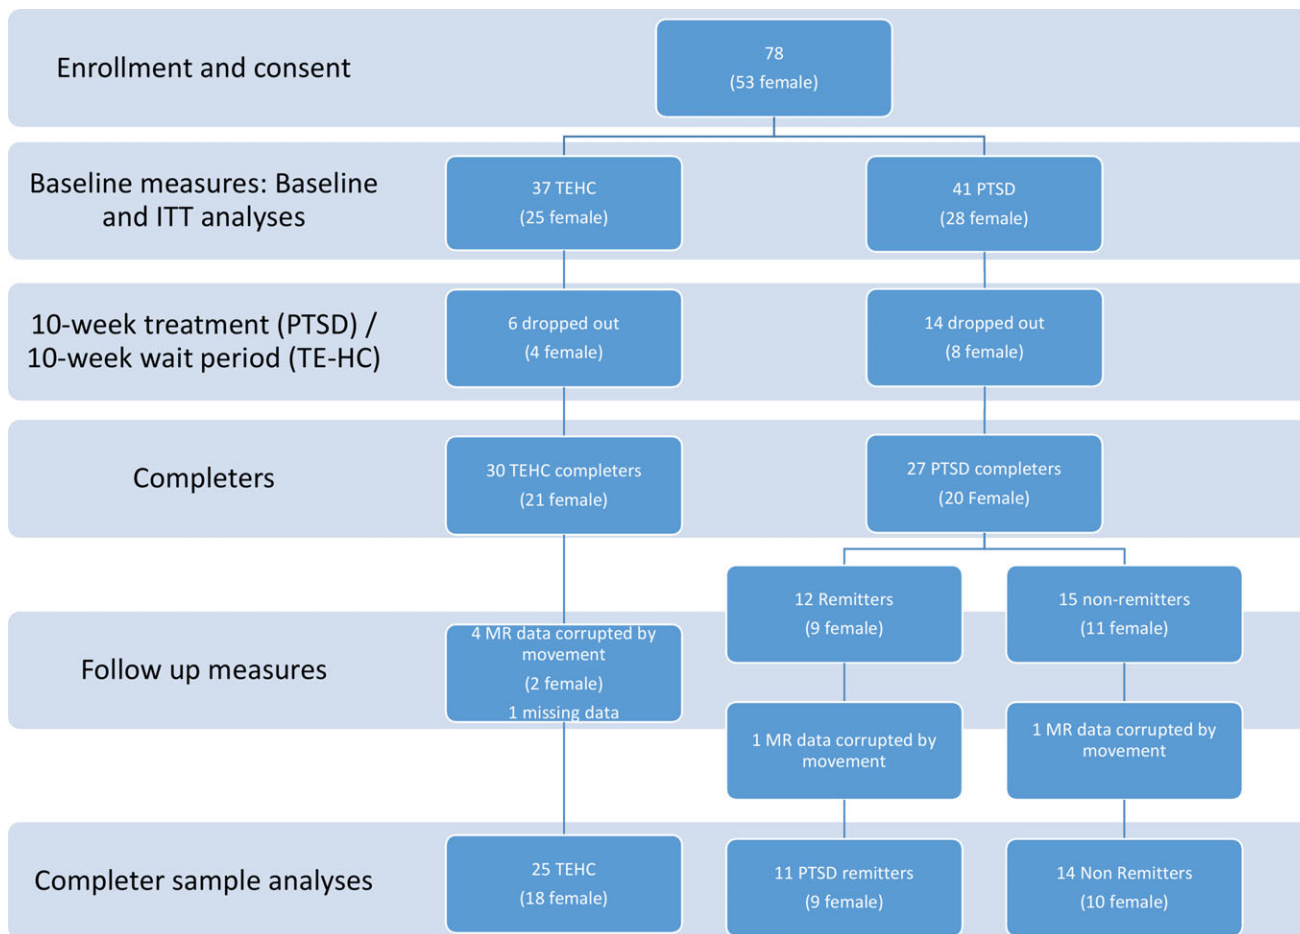 Enrollment and consent
78
(53 female)
Baseline measures: Baseline
and ITT analyses
37 TEHC
(25 female)
41 PTSD
(28 female)
10-week treatment (PTSD) /
10-week wait period (TE-HC)
6 dropped out
(4 female)
14 dropped out
(8 female)
Completers
30 TEHC completers
(21 female)
27 PTSD completers
(20 Female)
12 Remitters
(9 female)
15 non-remitters
(11 female)
Follow up measures
4 MR data corrupted by
movement
(2 female)
1 missing data
1 MR data corrupted by
movement
1 MR data corrupted by
movement
Completer sample analyses
25 TEHC
(18 female)
11 PTSD remitters
(9 female)
14 Non Remitters
(10 female)